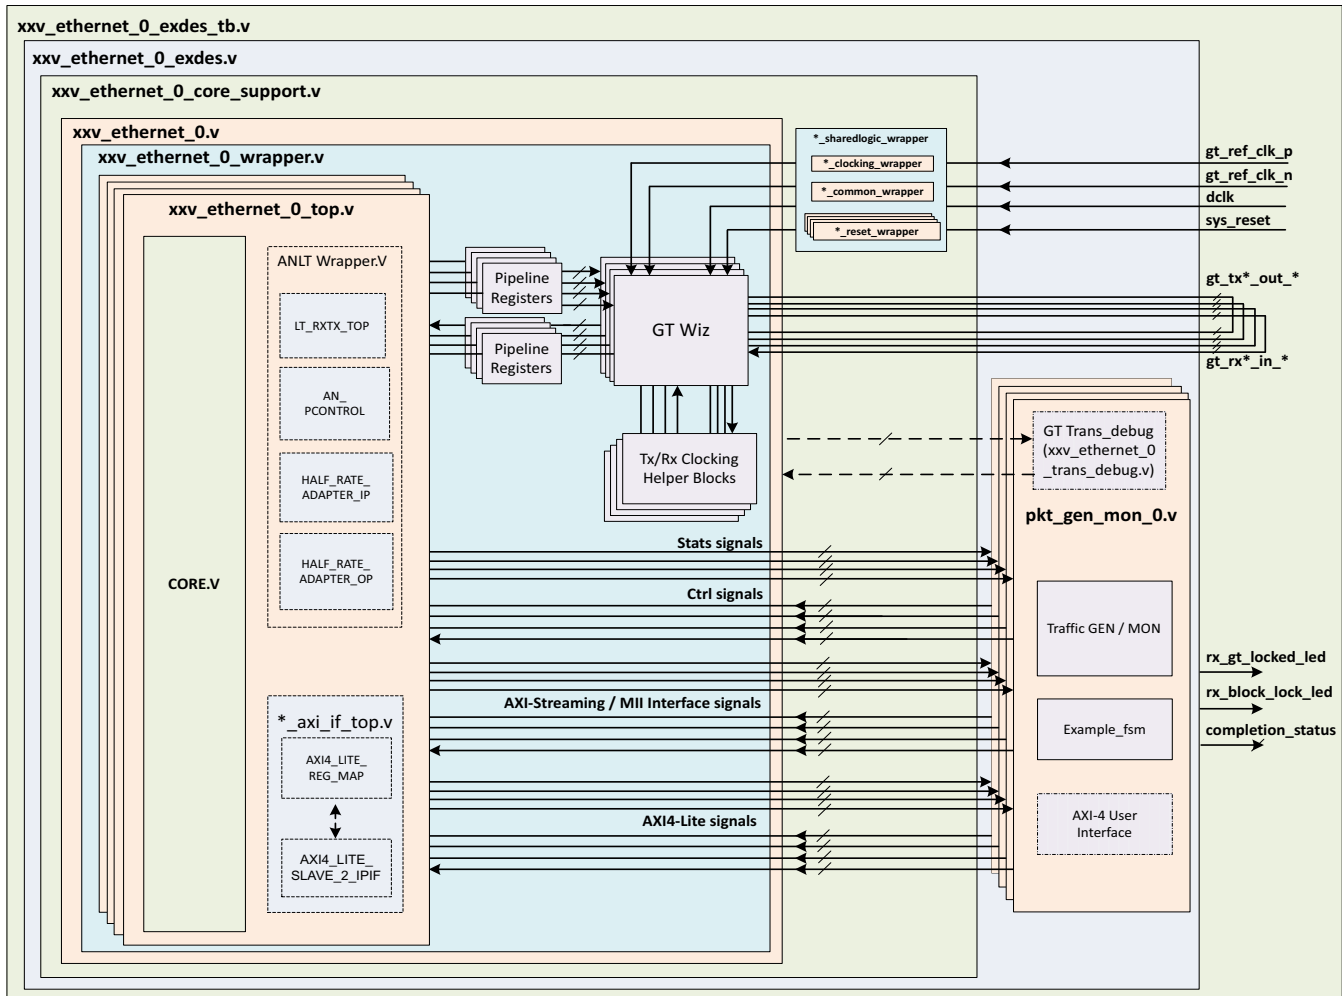 xxv_ethernet_0_exdes_tb.v
xxv_ethernet_0_exdes.v
xxv_ethernet_0_core_support.v
xxv_ethernet_0.v
xxv_ethernet_0_wrapper.v
xxv_ethernet_0_top.v
CORE.V
ANLT Wrapper.V
LT_RXTX_TOP
AN_
PCONTROL
HALF_RATE_
ADAPTER_IP
HALF_RATE_
ADAPTER_OP
*_axi_if_top.v
AXI4_LITE_
REG_MAP
AXI4_LITE_
SLAVE_2_IPIF
Pipeline
Registers
Pipeline
Registers
GT Wiz
Tx/Rx Clocking
Helper Blocks
*_sharedlogic_wrapper
*_clocking_wrapper
*_common_wrapper
*_reset_wrapper
gt_ref_clk_p
gt_ref_clk_n
dclk
sys_reset
gt_tx*_out_*
gt_rx*_in_*
Stats signals
Ctrl signals
AXI-Streaming / MII Interface signals
AXI4-Lite signals
GT Trans_debug
(xxv_ethernet_0
_trans_debug.v)
pkt_gen_mon_0.v
Traffic GEN / MON
Example_fsm
AXI-4 User
Interface
rx_gt_locked_led
rx_block_lock_led
completion_status